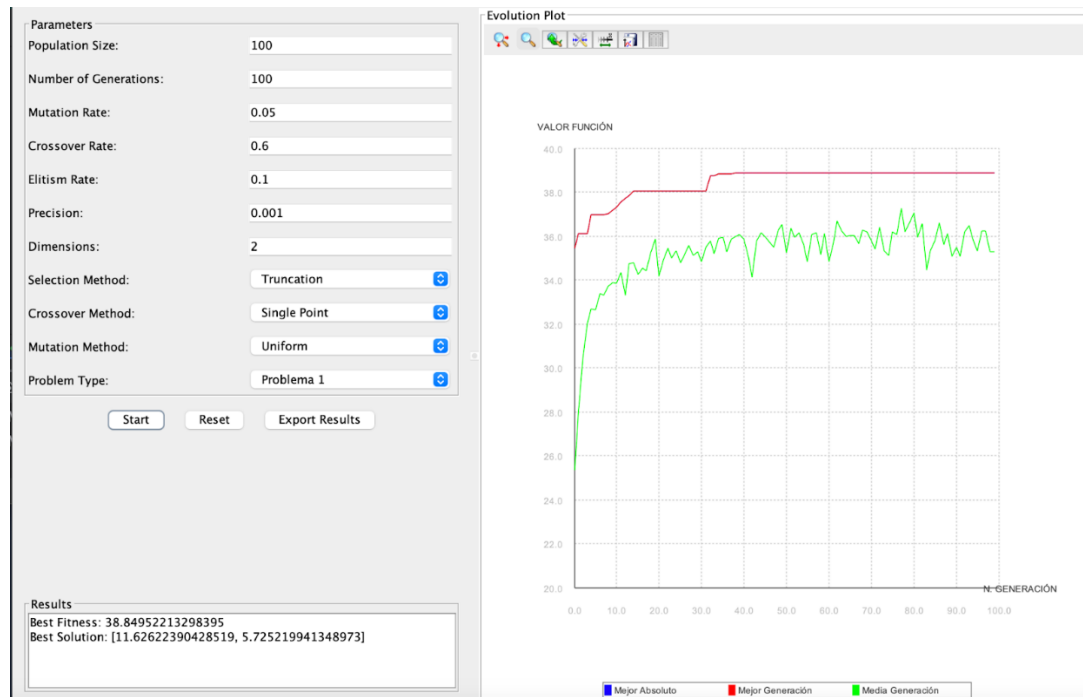 Parameters
Population Size: 100
Number of Generations: 100
Mutation Rate: 0.05
Crossover Rate: 0.6
Elitism Rate: 0.1
Precision: 0.001
Dimensions: 2
Selection Method: Truncation
Crossover Method: Single Point
Mutation Method: Uniform
Problem Type: Problema 1
Start Reset Export Results
Results
Best Fitness: 38.84952213298395
Best Solution: [11.62622390428519, 5.725219941348973]
Evolution Plot
VALOR FUNCIÓN
40.0
38.0
36.0
34.0
32.0
30.0
28.0
26.0
24.0
22.0
20.0
N. GENERACIÓN
0.0 10.0 20.0 30.0 40.0 50.0 60.0 70.0 80.0 90.0 100.0
Mejor Absoluto Mejor Generación Media Generación